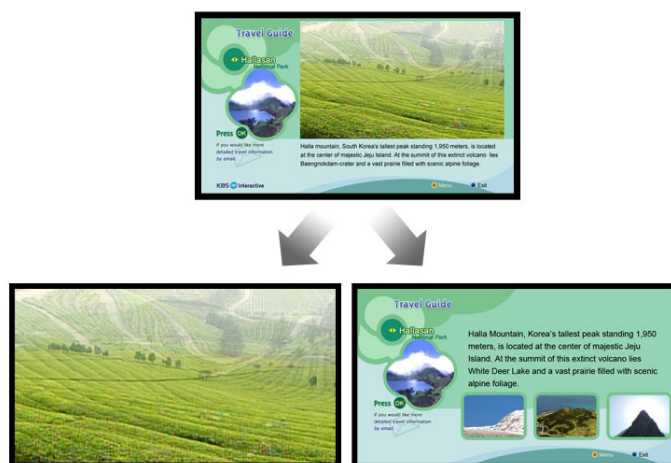 Travel Guide
Hallasan
National Park
Press OK
if you would like more
detailed travel information
by email.
Halla mountain, South Korea's tallest peak standing 1,950 meters, is located
at the center of majestic Jeju Island. At the summit of this extinct volcano lies
Baengnokdam-crater and a vast prairie filled with scenic alpine foliage.
KBS interactive
Menu
Exit
Travel Guide
Hallasan
National Park
Press OK
if you would like more
detailed travel information
by email.
Halla Mountain, Korea's tallest peak standing 1,950
meters, is located at the center of majestic Jeju
Island. At the summit of this extinct volcano lies
White Deer Lake and a vast prairie filled with scenic
alpine foliage.
Menu
Exit